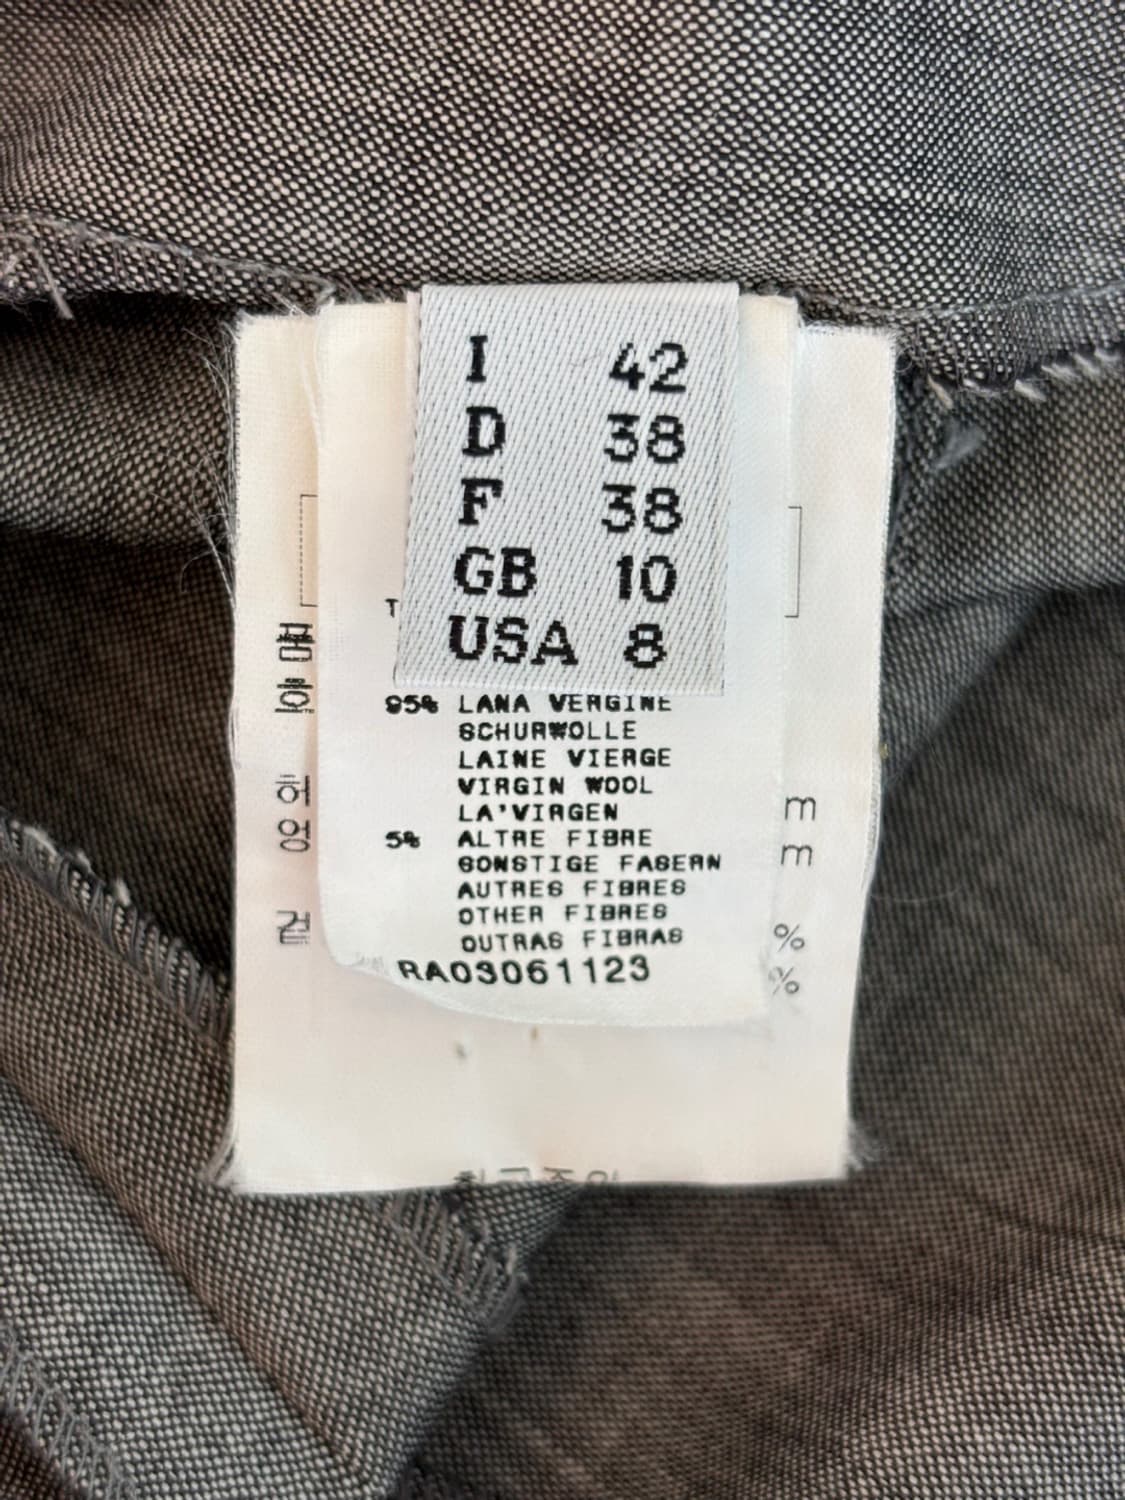 I 42
D 38
F 38
GB 10
USA 8
T
95% LANA VERGINE
SCHURWOLLE
LAINE VIERGE
VIRGIN WOOL
LA'VIRGEN
5% ALTRE FIBRE
SONSTIGE FASERN
AUTRES FIBRES
OTHER FIBRES
OUTRAS FIBRAS
RA03061123
m
m
%
%